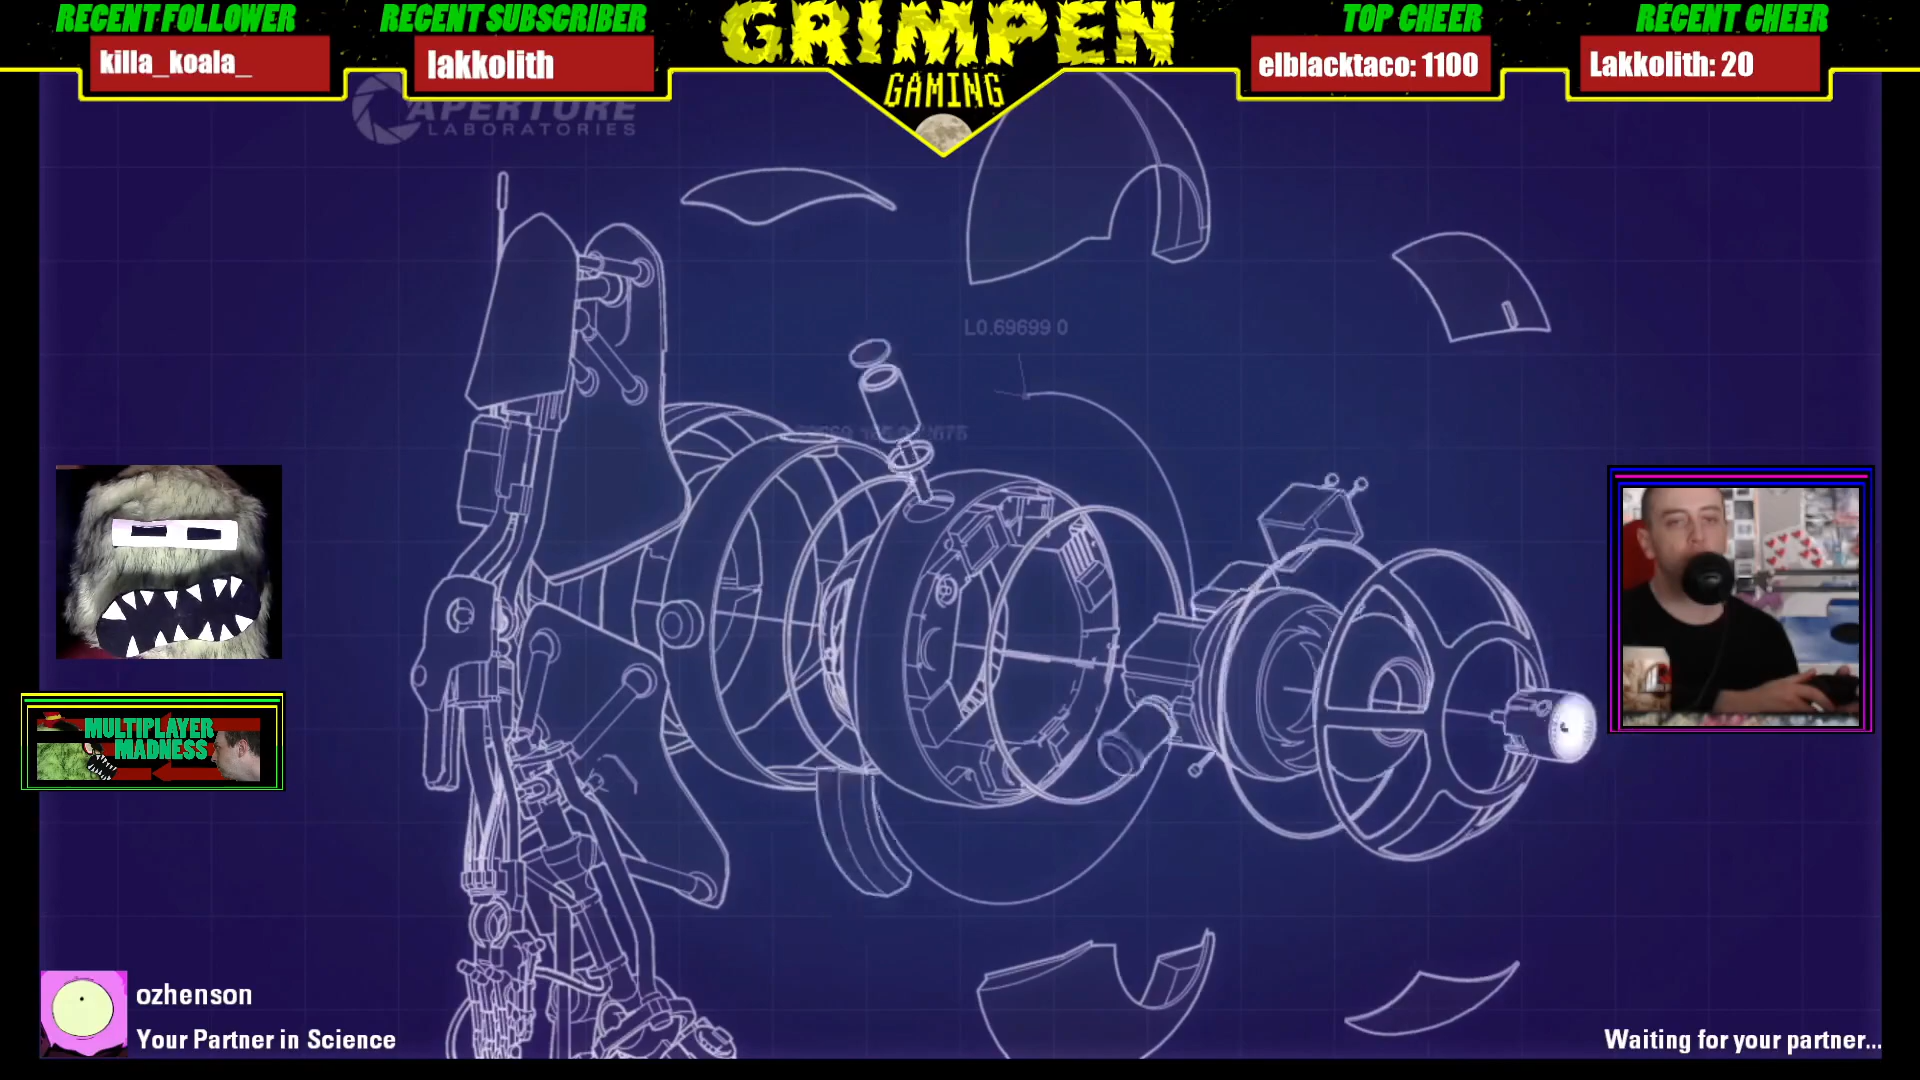 RECENT FOLLOWER
killa_koala_
RECENT SUBSCRIBER
lakkolith
GRIMPEN
GAMING
TOP CHEER
elblacktaco: 1100
RECENT CHEER
Lakkolith: 20
APERTURE
LABORATORIES
L0.69699 0
MULTIPLAYER
MADNESS
ozhenson
Your Partner in Science
Waiting for your partner...